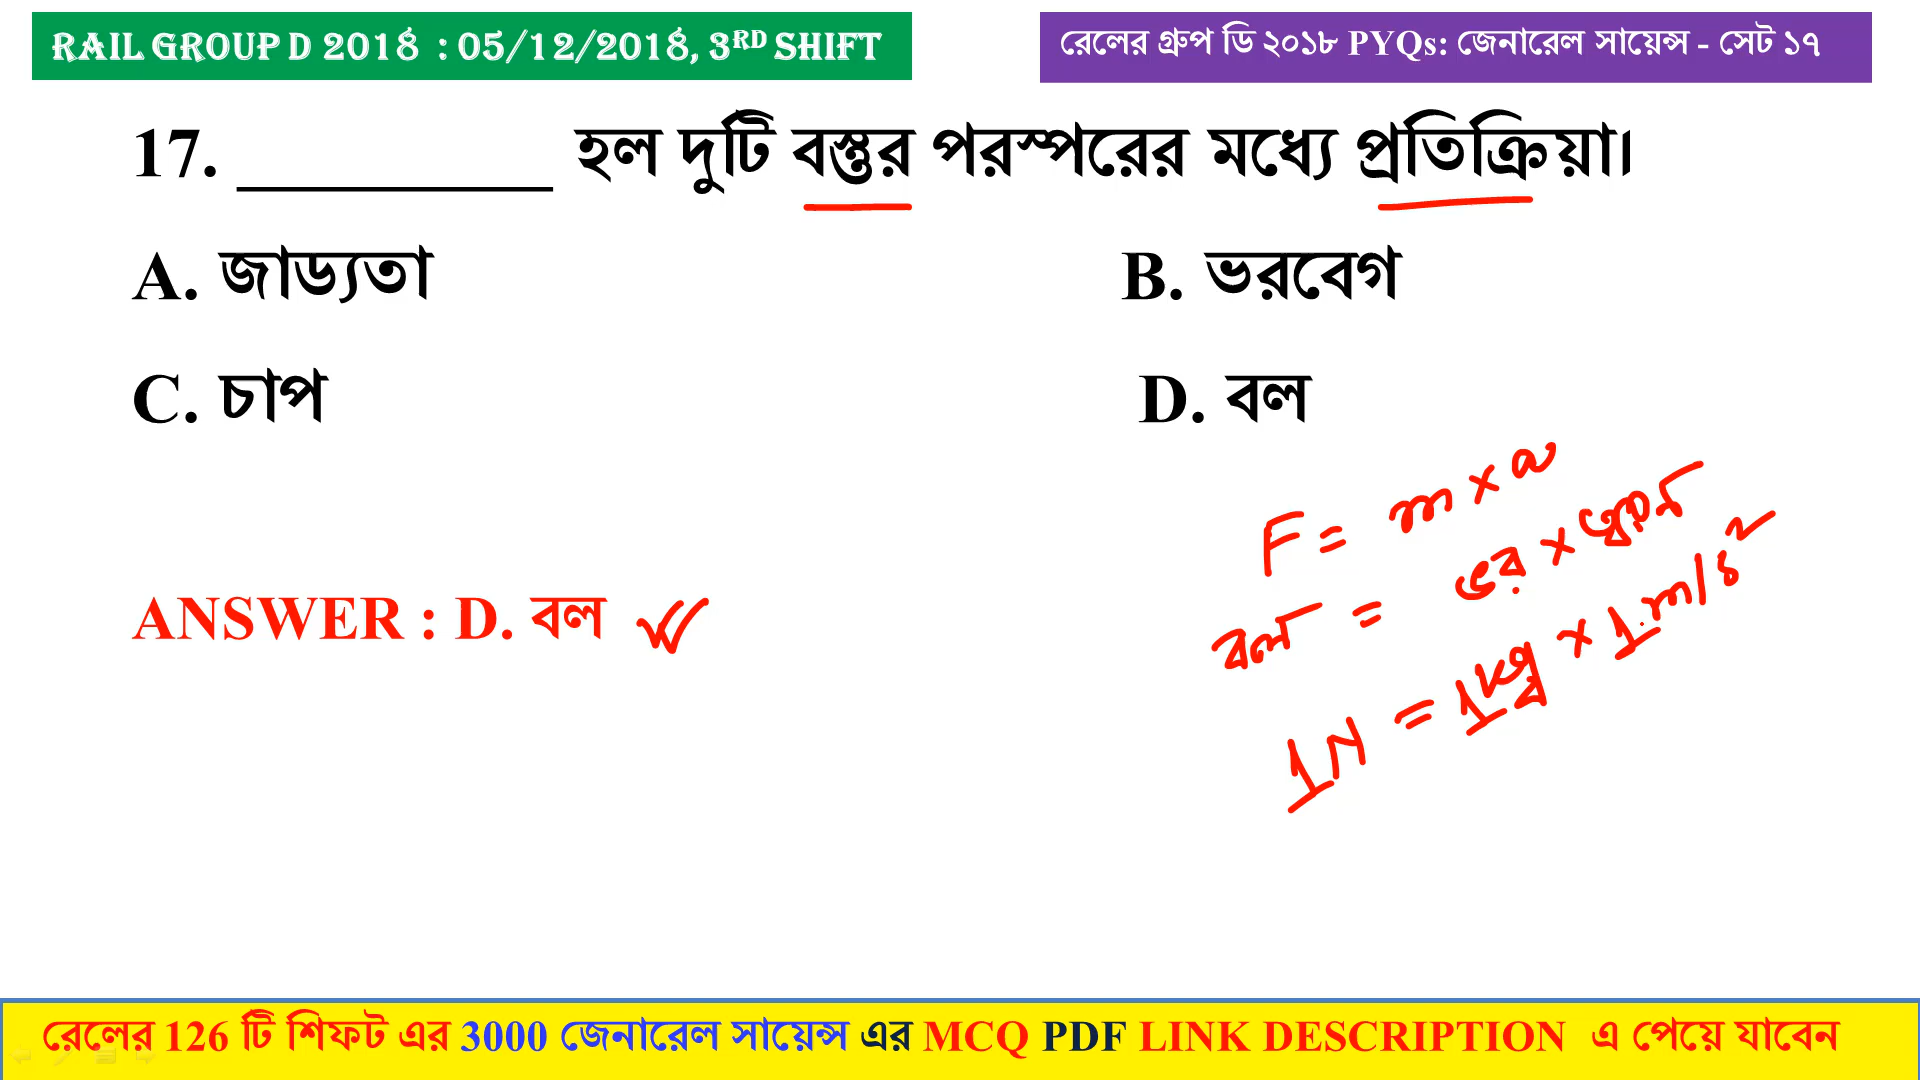 RAIL GROUP D 2018 : 05/12/2018, 3RD SHIFT
রেলের গ্রুপ ডি ২০১৮ PYQs: জেনারেল সায়েন্স - সেট ১৭
17. __________ হল দুটি বস্তুর পরস্পরের মধ্যে প্রতিক্রিয়া।
A. জাড্যতা
B. ভরবেগ
C. চাপ
D. বল
F = m × a
বল = ভর × ত্বরণ
1N = 1kg × 1m/s²
ANSWER : D. বল
রেলের 126 টি শিফট এর 3000 জেনারেল সায়েন্স এর MCQ PDF LINK DESCRIPTION এ পেয়ে যাবেন